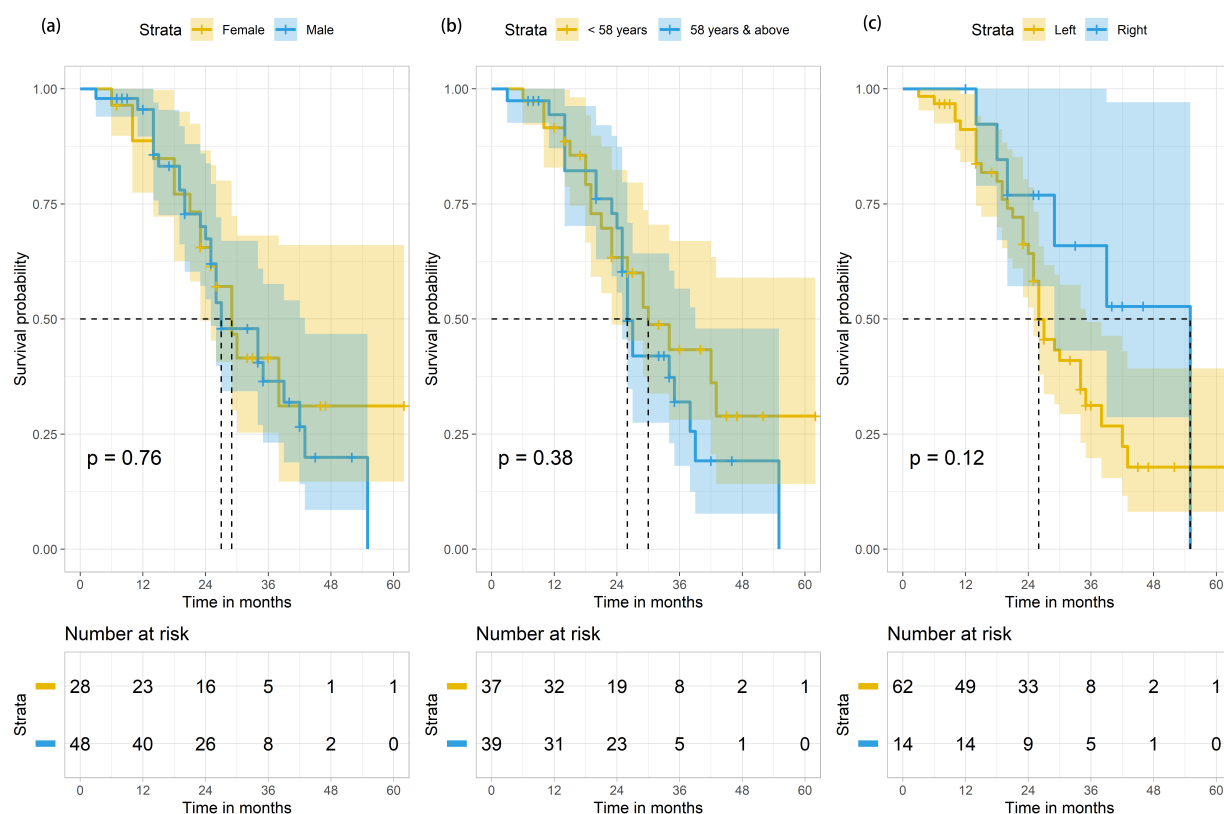 (a) Strata Female Male
Survival probability
1.00
0.75
0.50
0.25
0.00
p = 0.76
0 12 24 36 48 60
Time in months
Number at risk
Strata
28 23 16 5 1 1
48 40 26 8 2 0
0 12 24 36 48 60
Time in months
(b) Strata < 58 years 58 years & above
Survival probability
1.00
0.75
0.50
0.25
0.00
p = 0.38
0 12 24 36 48 60
Time in months
Number at risk
Strata
37 32 19 8 2 1
39 31 23 5 1 0
0 12 24 36 48 60
Time in months
(c) Strata Left Right
Survival probability
1.00
0.75
0.50
0.25
0.00
p = 0.12
0 12 24 36 48 60
Time in months
Number at risk
Strata
62 49 33 8 2 1
14 14 9 5 1 0
0 12 24 36 48 60
Time in months